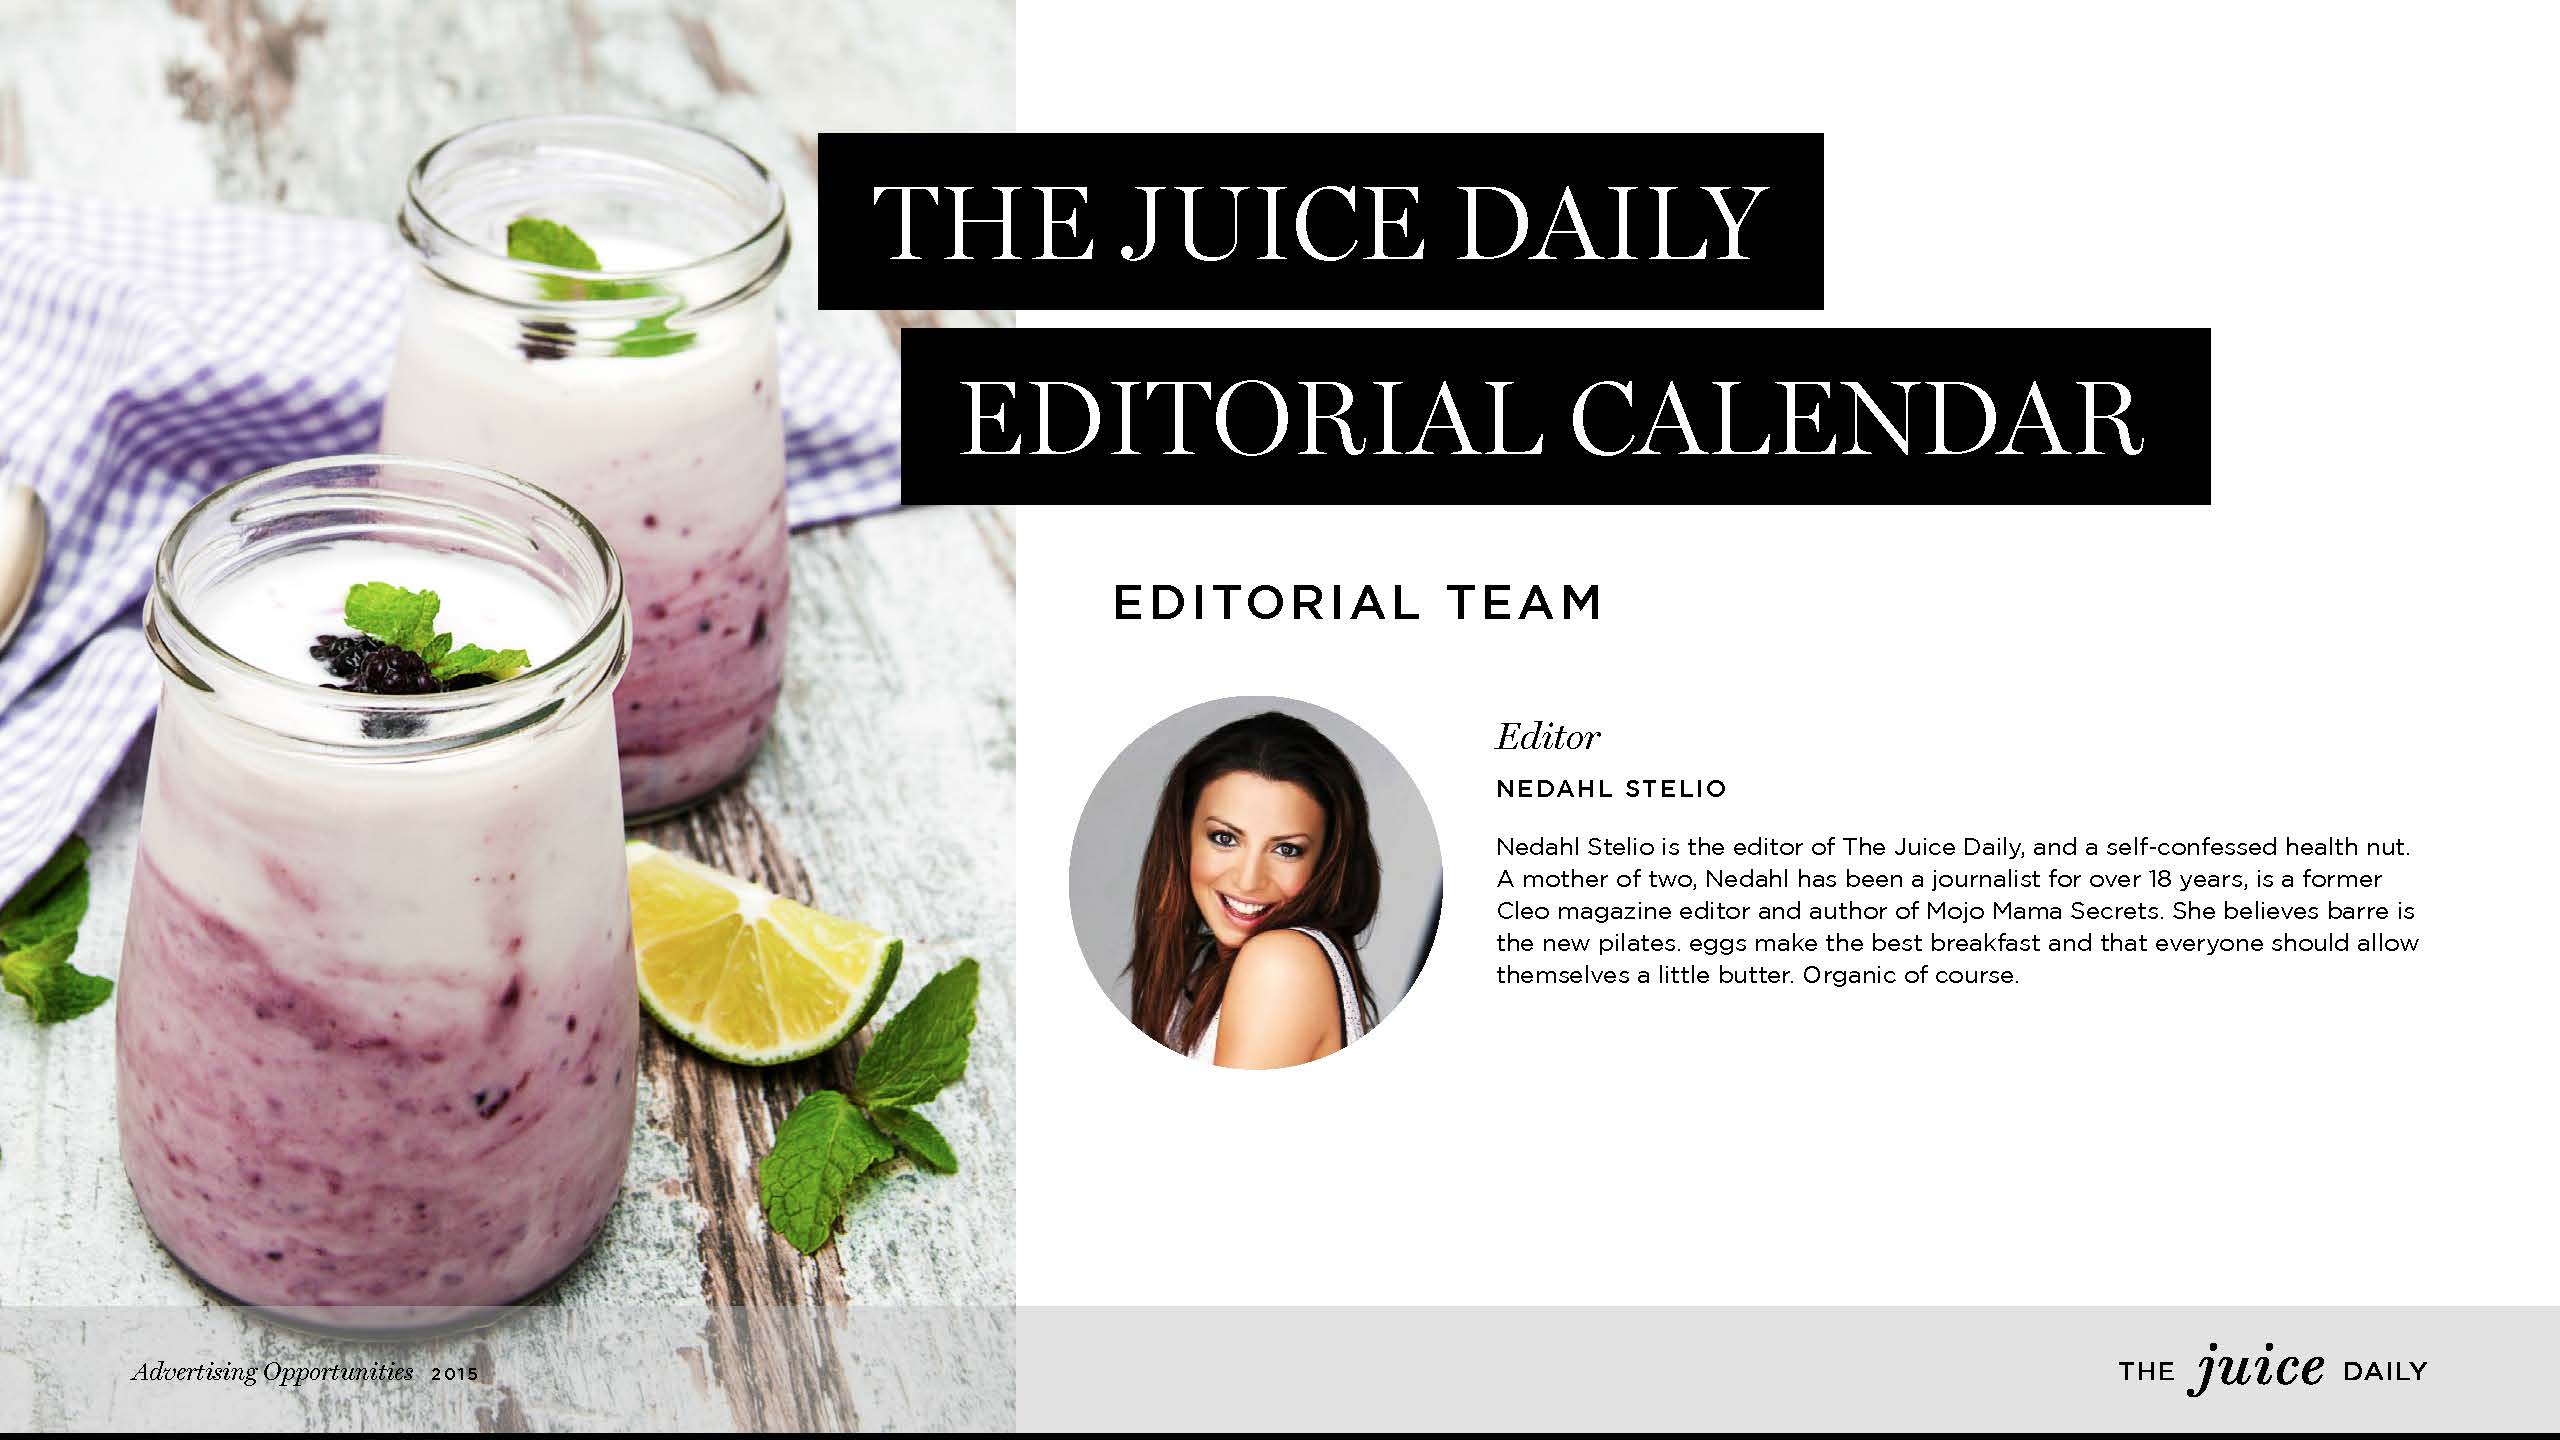 THE JUICE DAILY
EDITORIAL CALENDAR
EDITORIAL TEAM
Editor
NEDAHL STELIO
Nedahl Stelio is the editor of The Juice Daily, and a self-confessed health nut.
A mother of two, Nedahl has been a journalist for over 18 years, is a former
Cleo magazine editor and author of Mojo Mama Secrets. She believes barre is
the new pilates. eggs make the best breakfast and that everyone should allow
themselves a little butter. Organic of course.
Advertising Opportunities 2015
THE juice DAILY